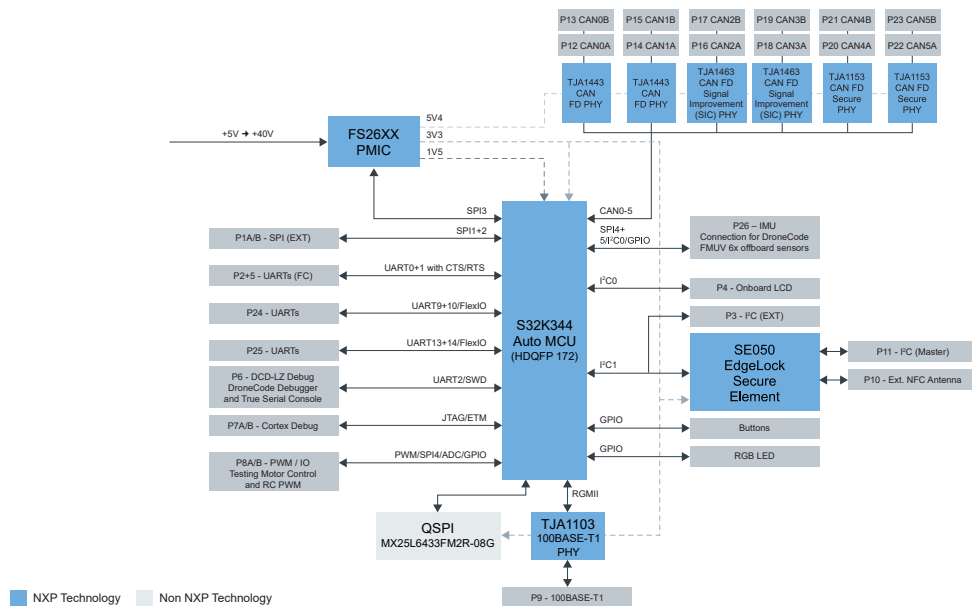 P13 CAN0B
P15 CAN1B
P17 CAN2B
P19 CAN3B
P21 CAN4B
P23 CAN5B
P12 CAN0A
P14 CAN1A
P16 CAN2A
P18 CAN3A
P20 CAN4A
P22 CAN5A
TJA1443
CAN
FD PHY
TJA1443
CAN
FD PHY
TJA1463
CAN FD
Signal
Improvement
(SIC) PHY
TJA1463
CAN FD
Signal
Improvement
(SIC) PHY
TJA1153
CAN FD
Secure
PHY
TJA1153
CAN FD
Secure
PHY
+5V → +40V
FS26XX
PMIC
5V4
3V3
1V5
SPI3
SPI1+2
UART0+1 with CTS/RTS
UART9+10/FlexIO
UART13+14/FlexIO
UART2/SWD
JTAG/ETM
PWM/SPI4/ADC/GPIO
P1A/B - SPI (EXT)
P2+5 - UARTs (FC)
P24 - UARTs
P25 - UARTs
P6 - DCD-LZ Debug
DroneCode Debugger
and True Serial Console
P7A/B - Cortex Debug
P8A/B - PWM / IO
Testing Motor Control
and RC PWM
S32K344
Auto MCU
(HDQFP 172)
CAN0-5
SPI4+
5/I²C0/GPIO
I²C0
I²C1
GPIO
GPIO
RGMII
P26 – IMU
Connection for DroneCode
FMUV 6x offboard sensors
P4 - Onboard LCD
P3 - I²C (EXT)
SE050
EdgeLock
Secure
Element
P11 - I²C (Master)
P10 - Ext. NFC Antenna
Buttons
RGB LED
QSPI
MX25L6433FM2R-08G
TJA1103
100BASE-T1
PHY
P9 - 100BASE-T1
NXP Technology
Non NXP Technology